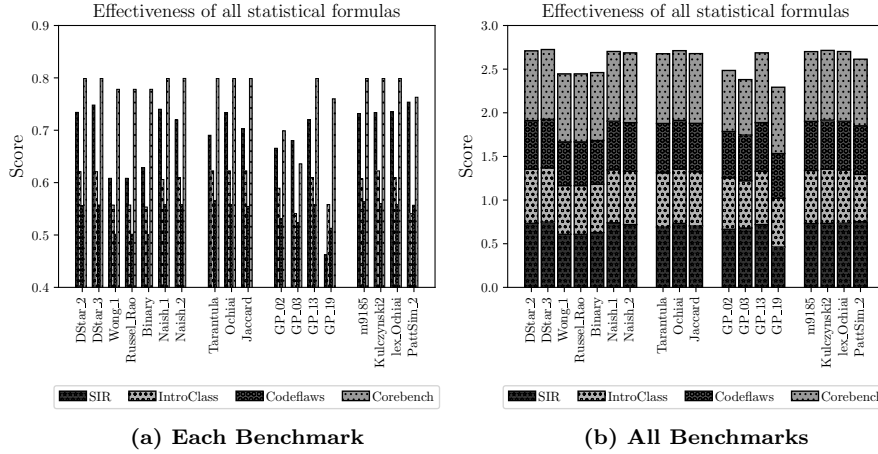 Effectiveness of all statistical formulas
0.9
0.8
0.7
0.6
0.5
0.4
Score
DStar_2
DStar_3
Wong_1
Russel_Rao
Binary
Naish_1
Naish_2
Tarantula
Ochiai
Jaccard
GP_02
GP_03
GP_13
GP_19
m9185
Kulczynski2
lex_Ochiai
PattSim_2
SIR IntroClass Codeflaws Corebench
(a) Each Benchmark
Effectiveness of all statistical formulas
3.0
2.5
2.0
1.5
1.0
0.5
0.0
Score
DStar_2
DStar_3
Wong_1
Russel_Rao
Binary
Naish_1
Naish_2
Tarantula
Ochiai
Jaccard
GP_02
GP_03
GP_13
GP_19
m9185
Kulczynski2
lex_Ochiai
PattSim_2
SIR IntroClass Codeflaws Corebench
(b) All Benchmarks